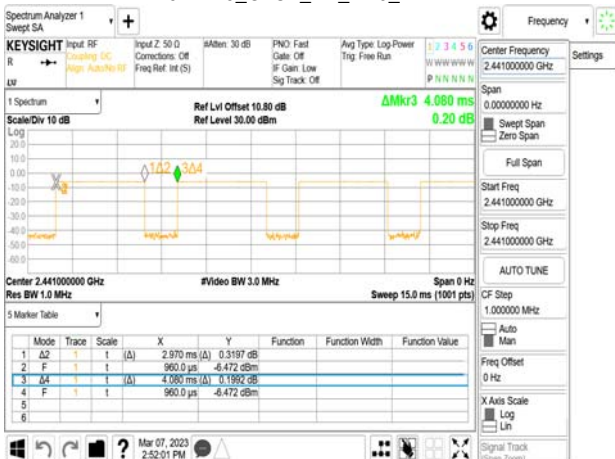 Spectrum Analyzer 1
Swept SA
+
Frequency
KEYSIGHT
R
Input: RF
Coupling: DC
Align: Auto/No RF
Input Z: 50 Ω
Corrections: Off
Freq Ref: Int (S)
#Atten: 30 dB
PNO: Fast
Gate: Off
IF Gain: Low
Sig Track: Off
Avg Type: Log-Power
Trig: Free Run
1 2 3 4 5 6
W W W W W W
P N N N N N
1 Spectrum
Scale/Div 10 dB
Ref Lvl Offset 10.80 dB
Ref Level 30.00 dBm
ΔMkr3 4.080 ms
0.20 dB
Log
20.0
10.0
0.00
-10.0
-20.0
-30.0
-40.0
-50.0
-60.0
1Δ2
3Δ4
Center 2.441000000 GHz
Res BW 1.0 MHz
#Video BW 3.0 MHz
Span 0 Hz
Sweep 15.0 ms (1001 pts)
5 Marker Table
Mode Trace Scale X Y Function Function Width Function Value
1 Δ2 1 t (Δ) 2.970 ms (Δ) 0.3197 dB
2 F 1 t 960.0 µs -6.472 dBm
3 Δ4 1 t (Δ) 4.080 ms (Δ) 0.1992 dB
4 F 1 t 960.0 µs -6.472 dBm
5
6
?
Mar 07, 2023
2:52:01 PM
Center Frequency
2.441000000 GHz
Settings
Span
0.00000000 Hz
Swept Span
Zero Span
Full Span
Start Freq
2.441000000 GHz
Stop Freq
2.441000000 GHz
AUTO TUNE
CF Step
1.000000 MHz
Auto
Man
Freq Offset
0 Hz
X Axis Scale
Log
Lin
Signal Track